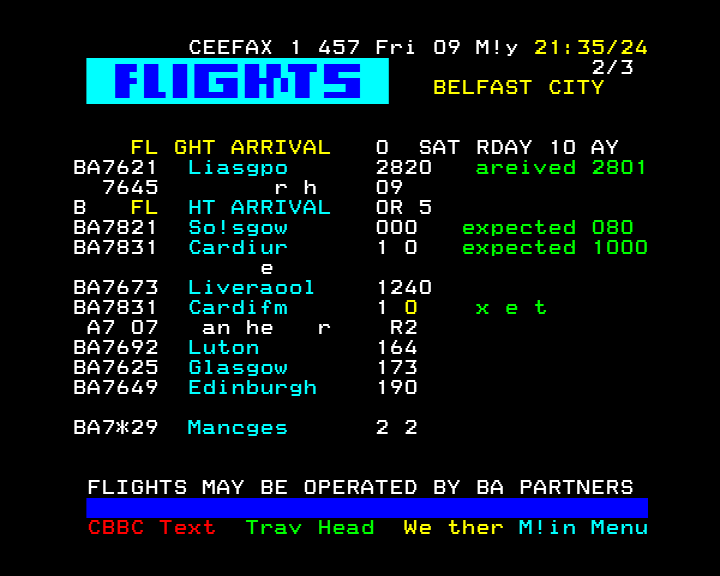 CEEFAX 1 457 Fri 09 M!y 21:35/24
2/3
FLIGHTS
BELFAST CITY
FL GHT ARRIVAL O SAT RDAY 10 AY
BA7621 Liasgpo 2820 areived 2801
7645 r h 09
B FL HT ARRIVAL OR 5
BA7821 So!sgow 000 expected 080
BA7831 Cardiur 1 0 expected 1000
e
BA7673 Liveraool 1240
BA7831 Cardifm 1 0 x e t
A7 07 an he r R2
BA7692 Luton 164
BA7625 Glasgow 173
BA7649 Edinburgh 190
BA7*29 Mancges 2 2
FLIGHTS MAY BE OPERATED BY BA PARTNERS
CBBC Text Trav Head We ther M!in Menu